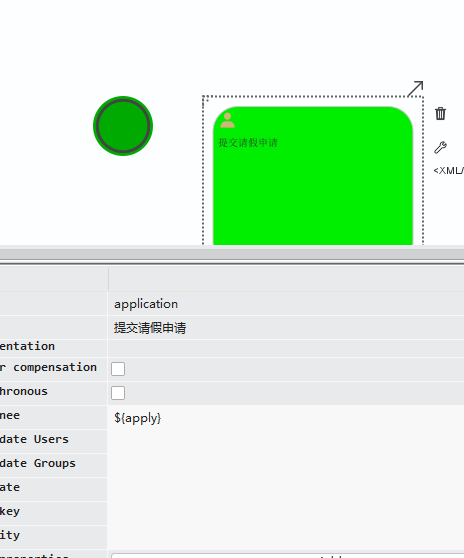 提交请假申请
<XML/
application
提交请假申请
entation
r compensation
hronous
nee
${apply}
date Users
date Groups
ate
key
ity